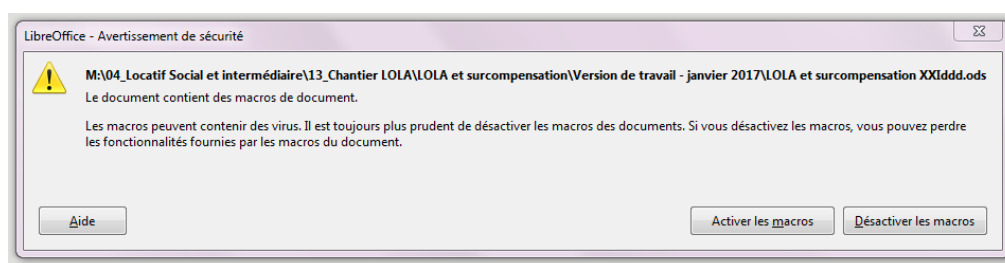 LibreOffice - Avertissement de sécurité
M:\04_Locatif Social et intermédiaire\13_Chantier LOLA\LOLA et surcompensation\Version de travail - janvier 2017\LOLA et surcompensation XXIddd.ods
Le document contient des macros de document.
Les macros peuvent contenir des virus. Il est toujours plus prudent de désactiver les macros des documents. Si vous désactivez les macros, vous pouvez perdre
les fonctionnalités fournies par les macros du document.
Aide Activer les macros Désactiver les macros